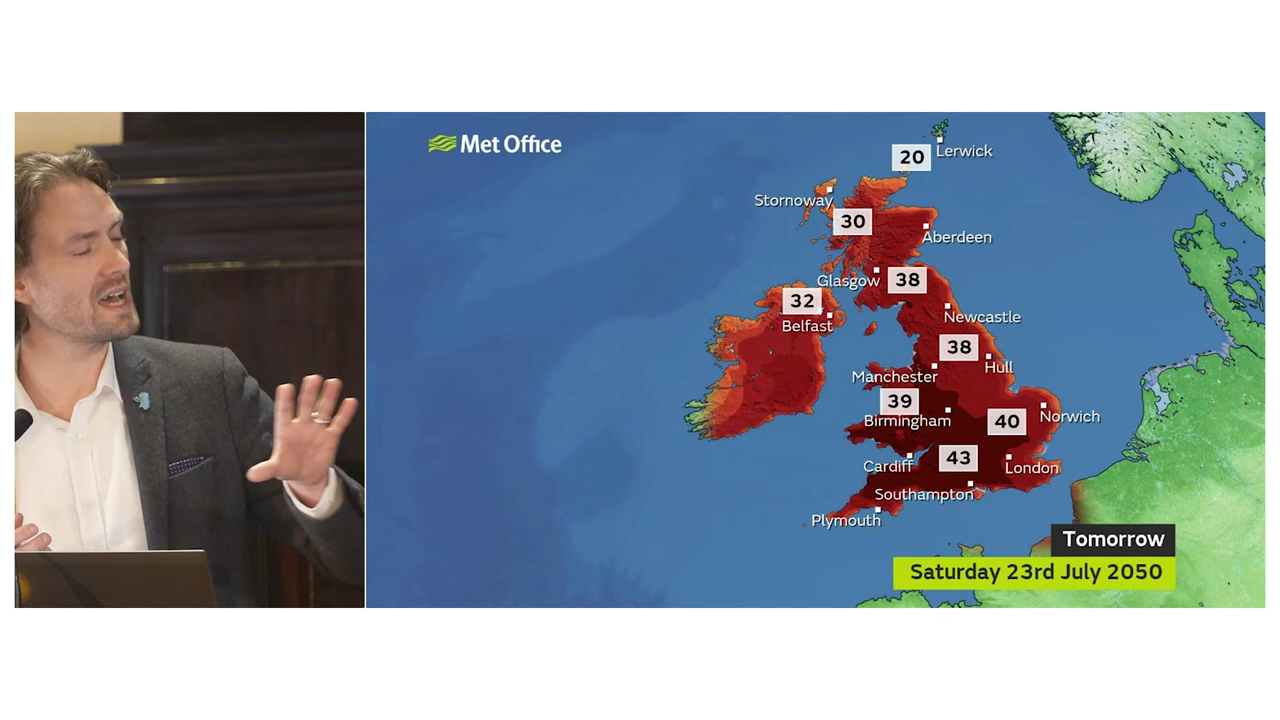 Met Office
20
Lerwick
Stornoway
30
Aberdeen
Glasgow
38
32
Belfast
Newcastle
38
Hull
Manchester
39
Birmingham
40
Norwich
Cardiff
43
London
Southampton
Plymouth
Tomorrow
Saturday 23rd July 2050